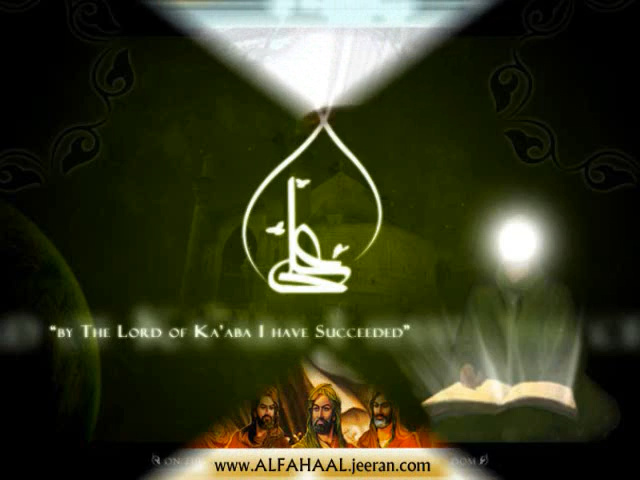 علي
“by The Lord of Ka'aba I have Succeeded”
www.ALFAHAAL.jeeran.com